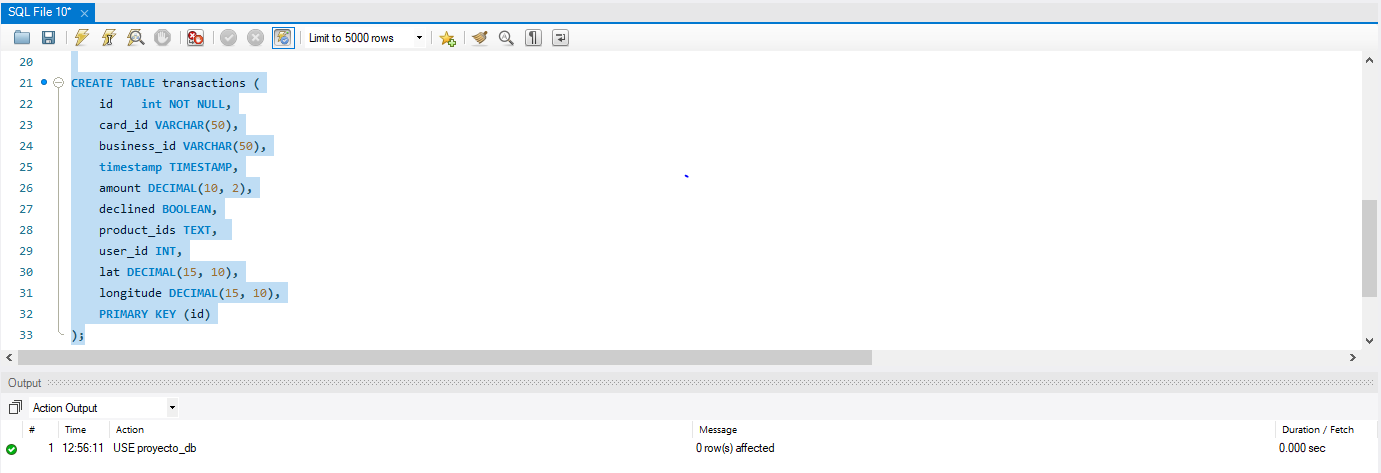 SQL File 10*
Limit to 5000 rows
20
21 CREATE TABLE transactions (
22 id int NOT NULL,
23 card_id VARCHAR(50),
24 business_id VARCHAR(50),
25 timestamp TIMESTAMP,
26 amount DECIMAL(10, 2),
27 declined BOOLEAN,
28 product_ids TEXT,
29 user_id INT,
30 lat DECIMAL(15, 10),
31 longitude DECIMAL(15, 10),
32 PRIMARY KEY (id)
33 );
Output
Action Output
# Time Action Message Duration / Fetch
1 12:56:11 USE proyecto_db 0 row(s) affected 0.000 sec